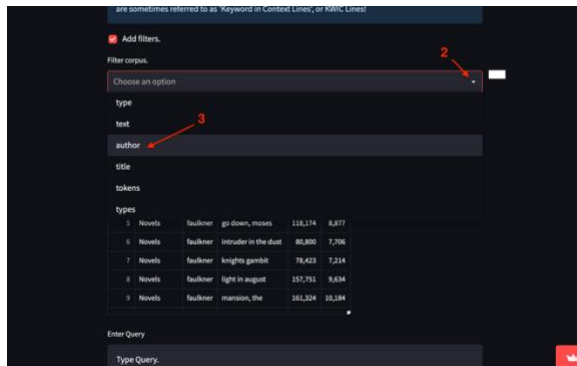 are sometimes referred to as 'Keyword in Context Lines', or KWIC Lines!
Add filters.
Filter corpus.
2
Choose an option
type
text
3
author
title
tokens
types
5 Novels faulkner go down, moses 118,174 8,877
6 Novels faulkner intruder in the dust 80,800 7,706
7 Novels faulkner knights gambit 78,423 7,214
8 Novels faulkner light in august 157,751 9,634
9 Novels faulkner mansion, the 161,324 10,184
Enter Query
Type Query.